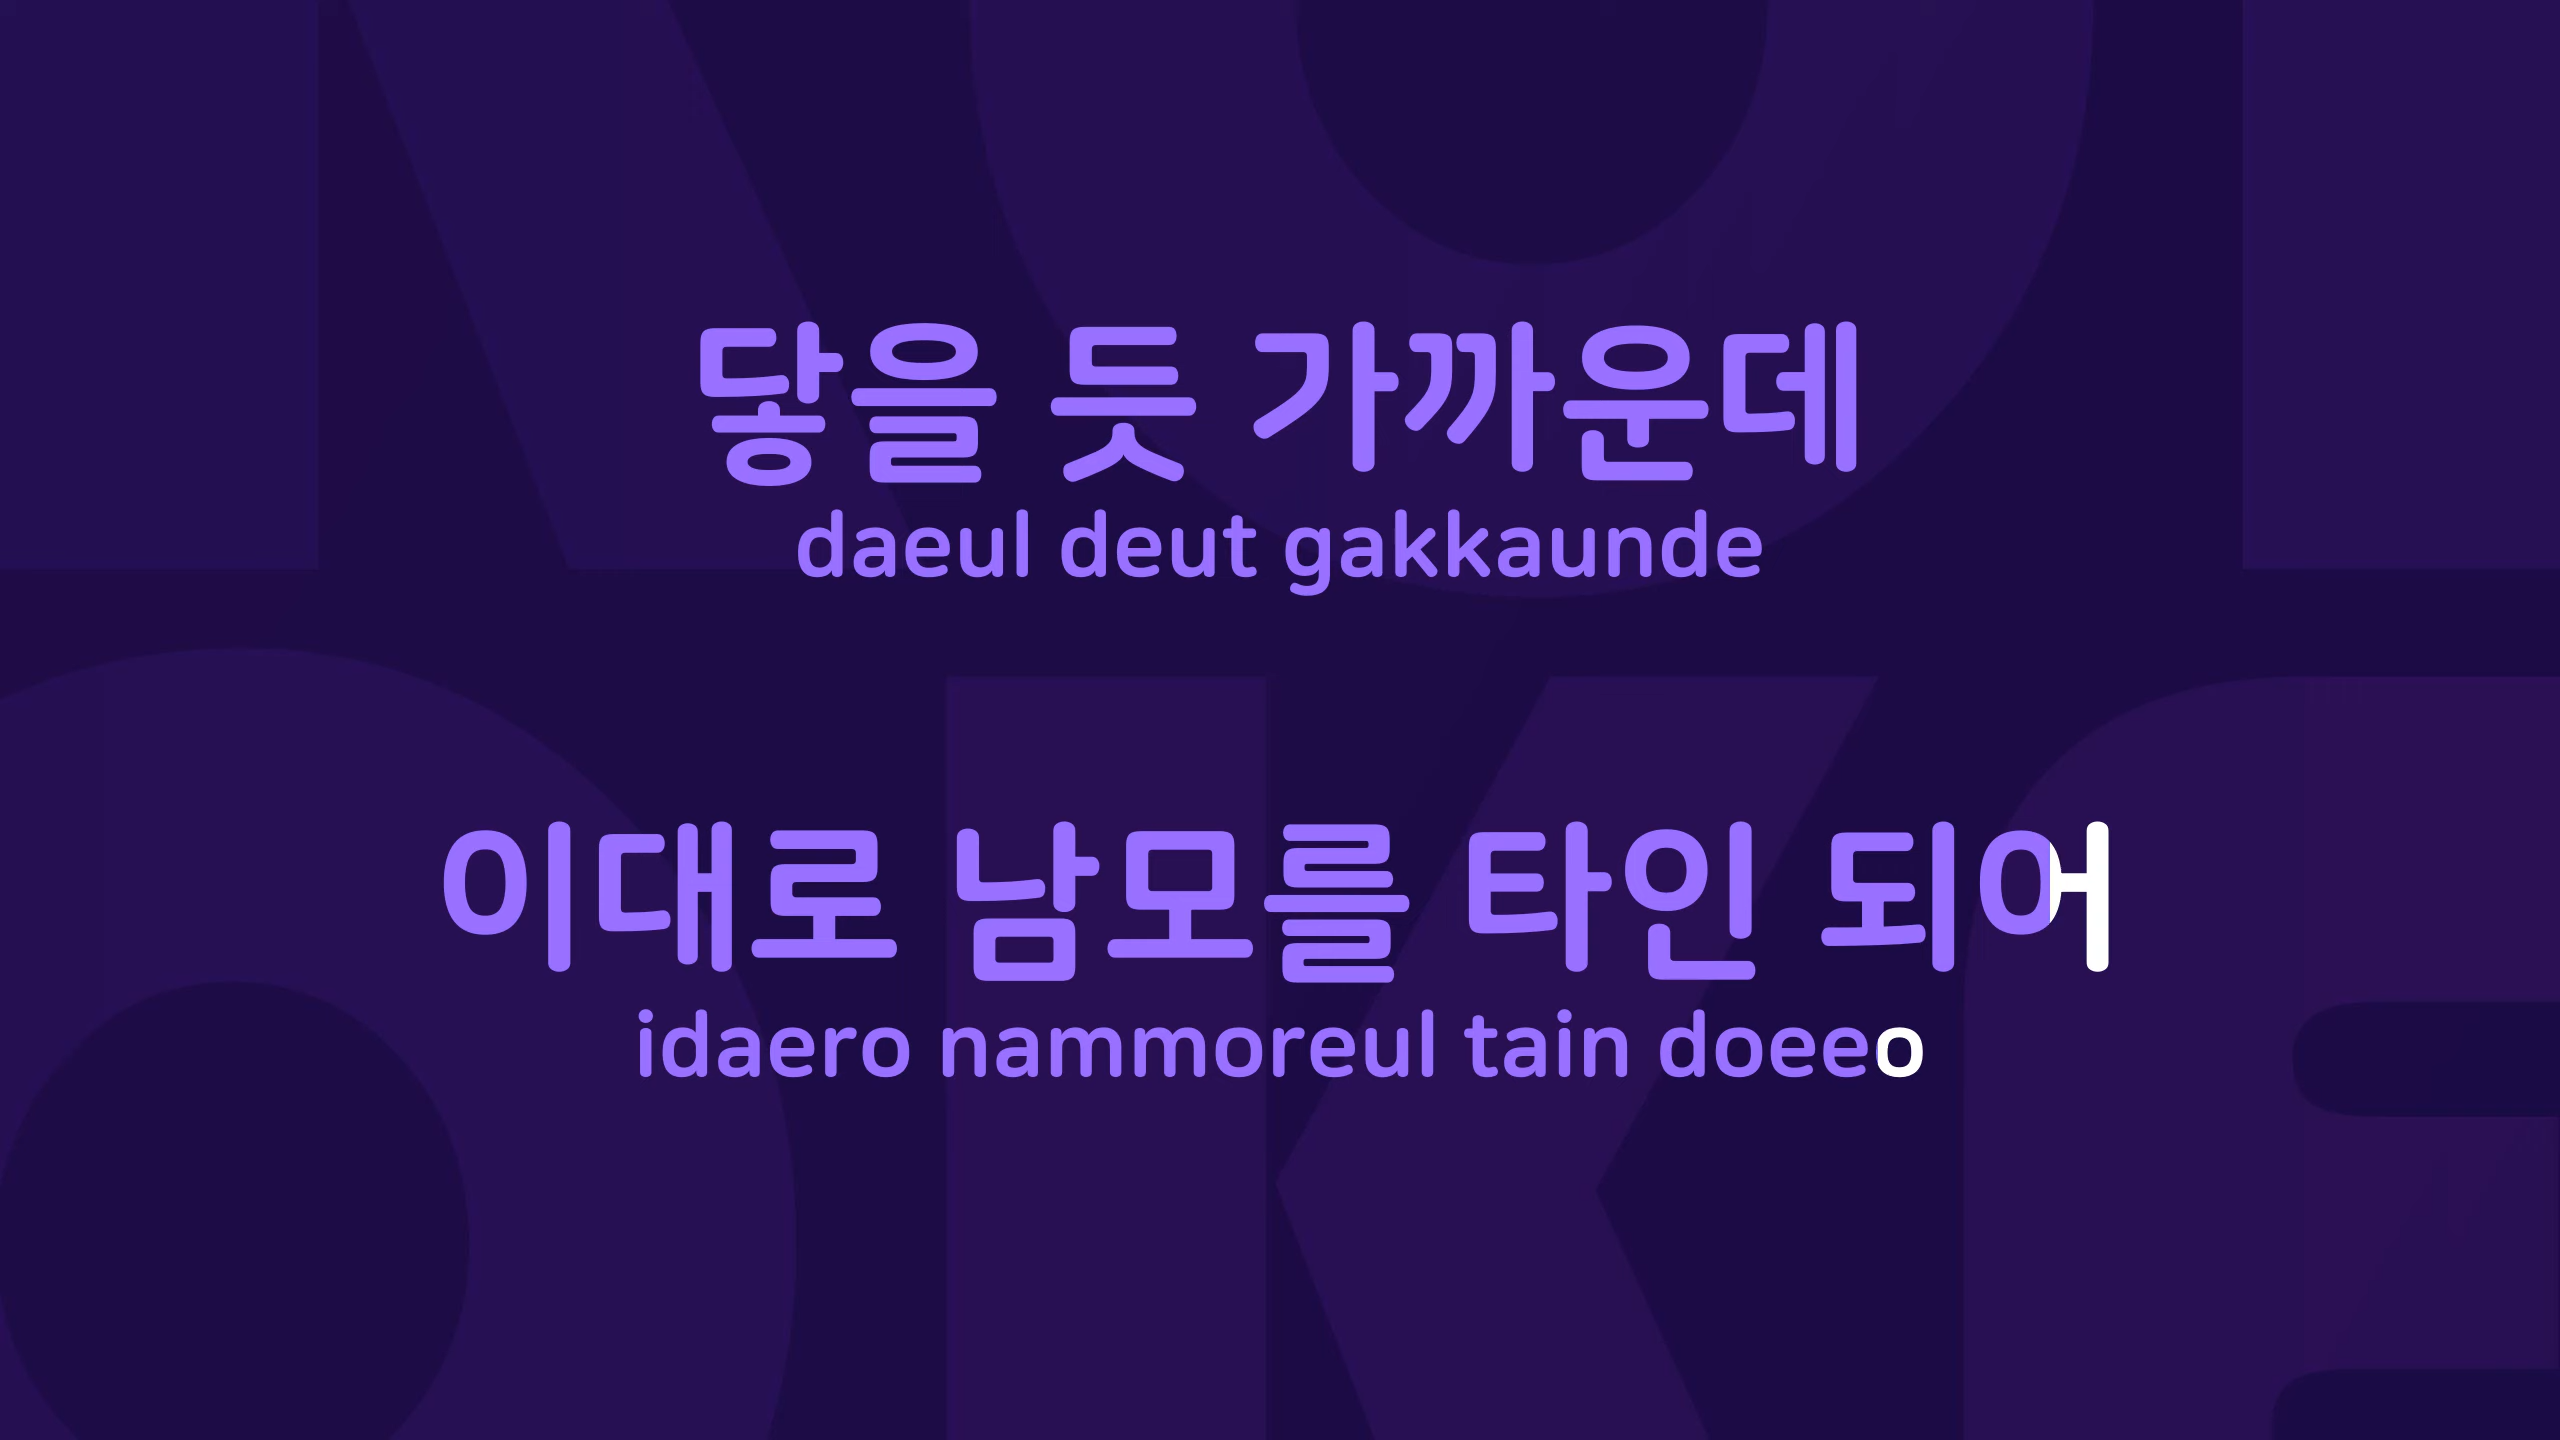 닿을 듯 가까운데
daeul deut gakkaunde
이대로 남모를 타인 되어
idaero nammoreul tain doeeo